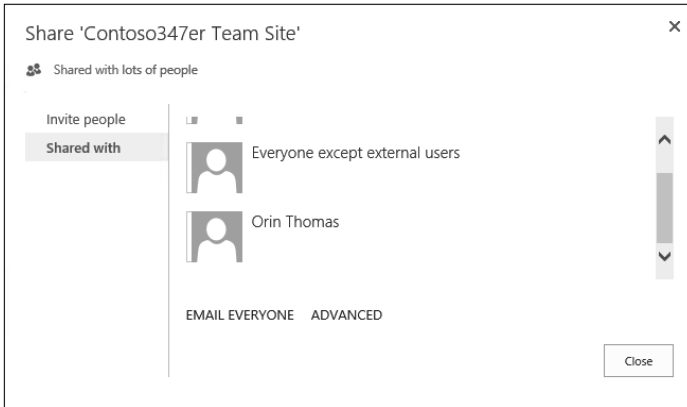 Share 'Contoso347er Team Site'
Shared with lots of people
Invite people
Shared with
Everyone except external users
Orin Thomas
EMAIL EVERYONE ADVANCED
Close